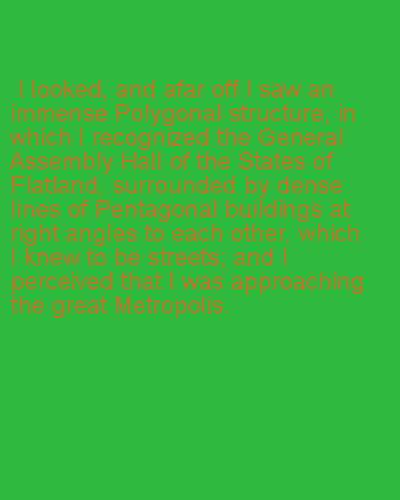 I looked, and afar off I saw an
immense Polygonal structure, in
which I recognized the General
Assembly Hall of the States of
Flatland, surrounded by dense
lines of Pentagonal buildings at
right angles to each other, which
I knew to be streets; and I
perceived that I was approaching
the great Metropolis.